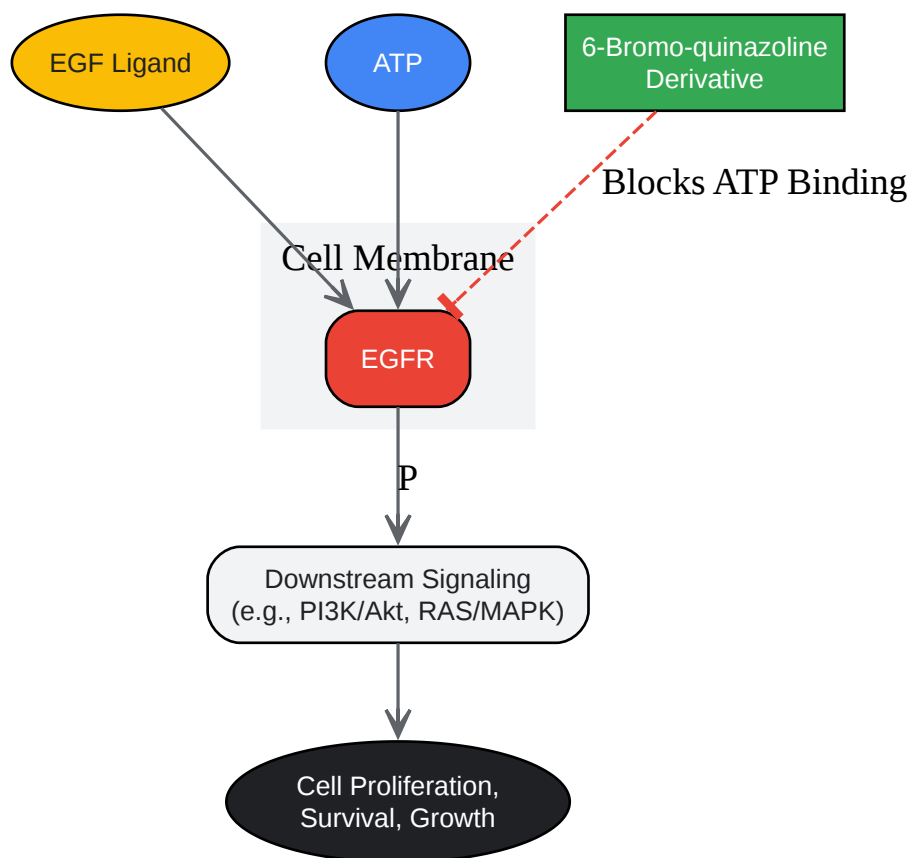 EGF Ligand
ATP
6-Bromo-quinazoline
Derivative
Blocks ATP Binding
Cell Membrane
EGFR
P
Downstream Signaling
(e.g., PI3K/Akt, RAS/MAPK)
Cell Proliferation,
Survival, Growth